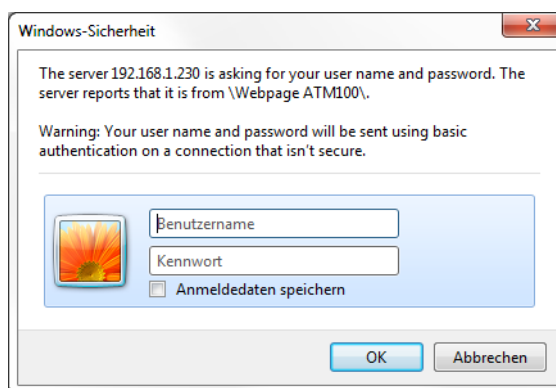 Windows-Sicherheit
The server 192.168.1.230 is asking for your user name and password. The
server reports that it is from \Webpage ATM100\.
Warning: Your user name and password will be sent using basic
authentication on a connection that isn't secure.
Benutzername
Kennwort
Anmeldedaten speichern
OK
Abbrechen